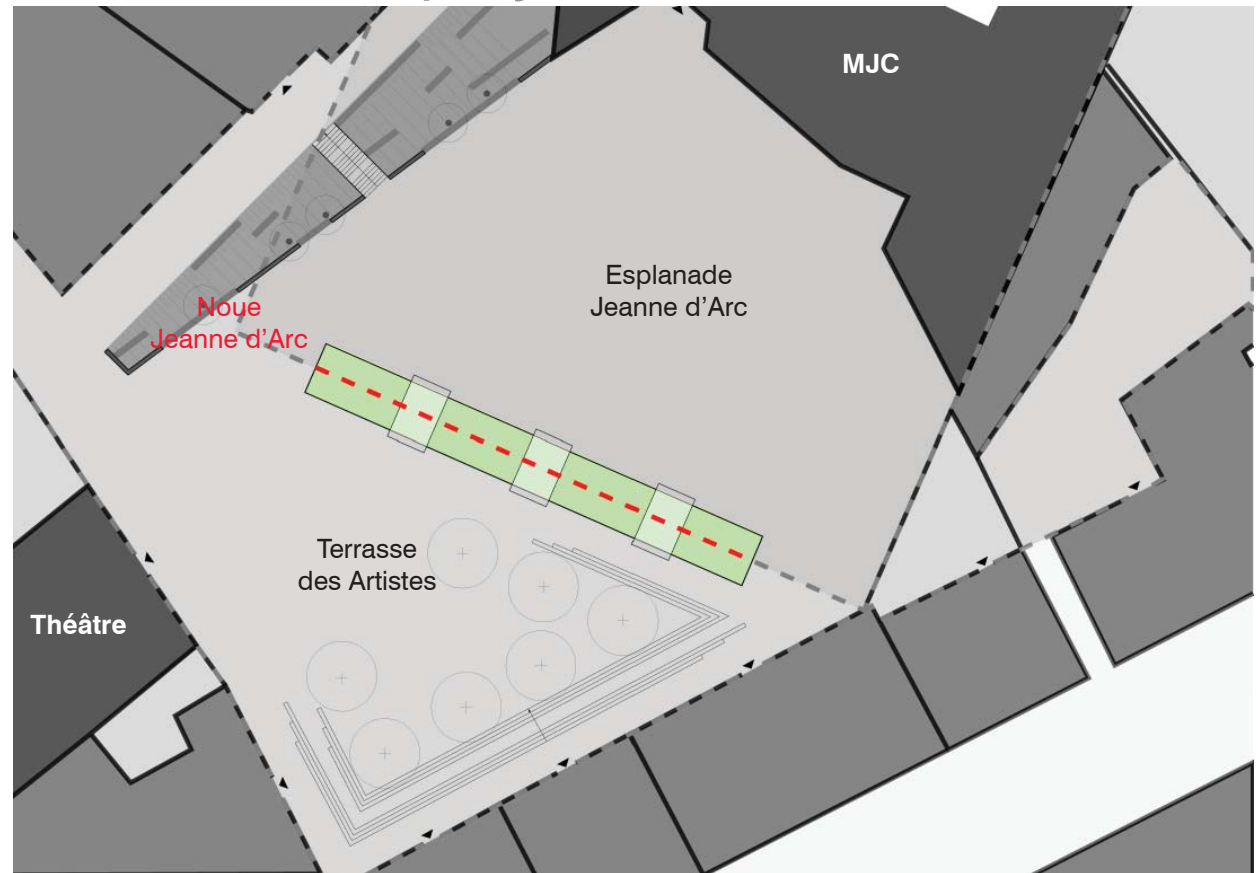 MJC
Esplanade
Jeanne d'Arc
Noue
Jeanne d'Arc
Terrasse
des Artistes
Théâtre